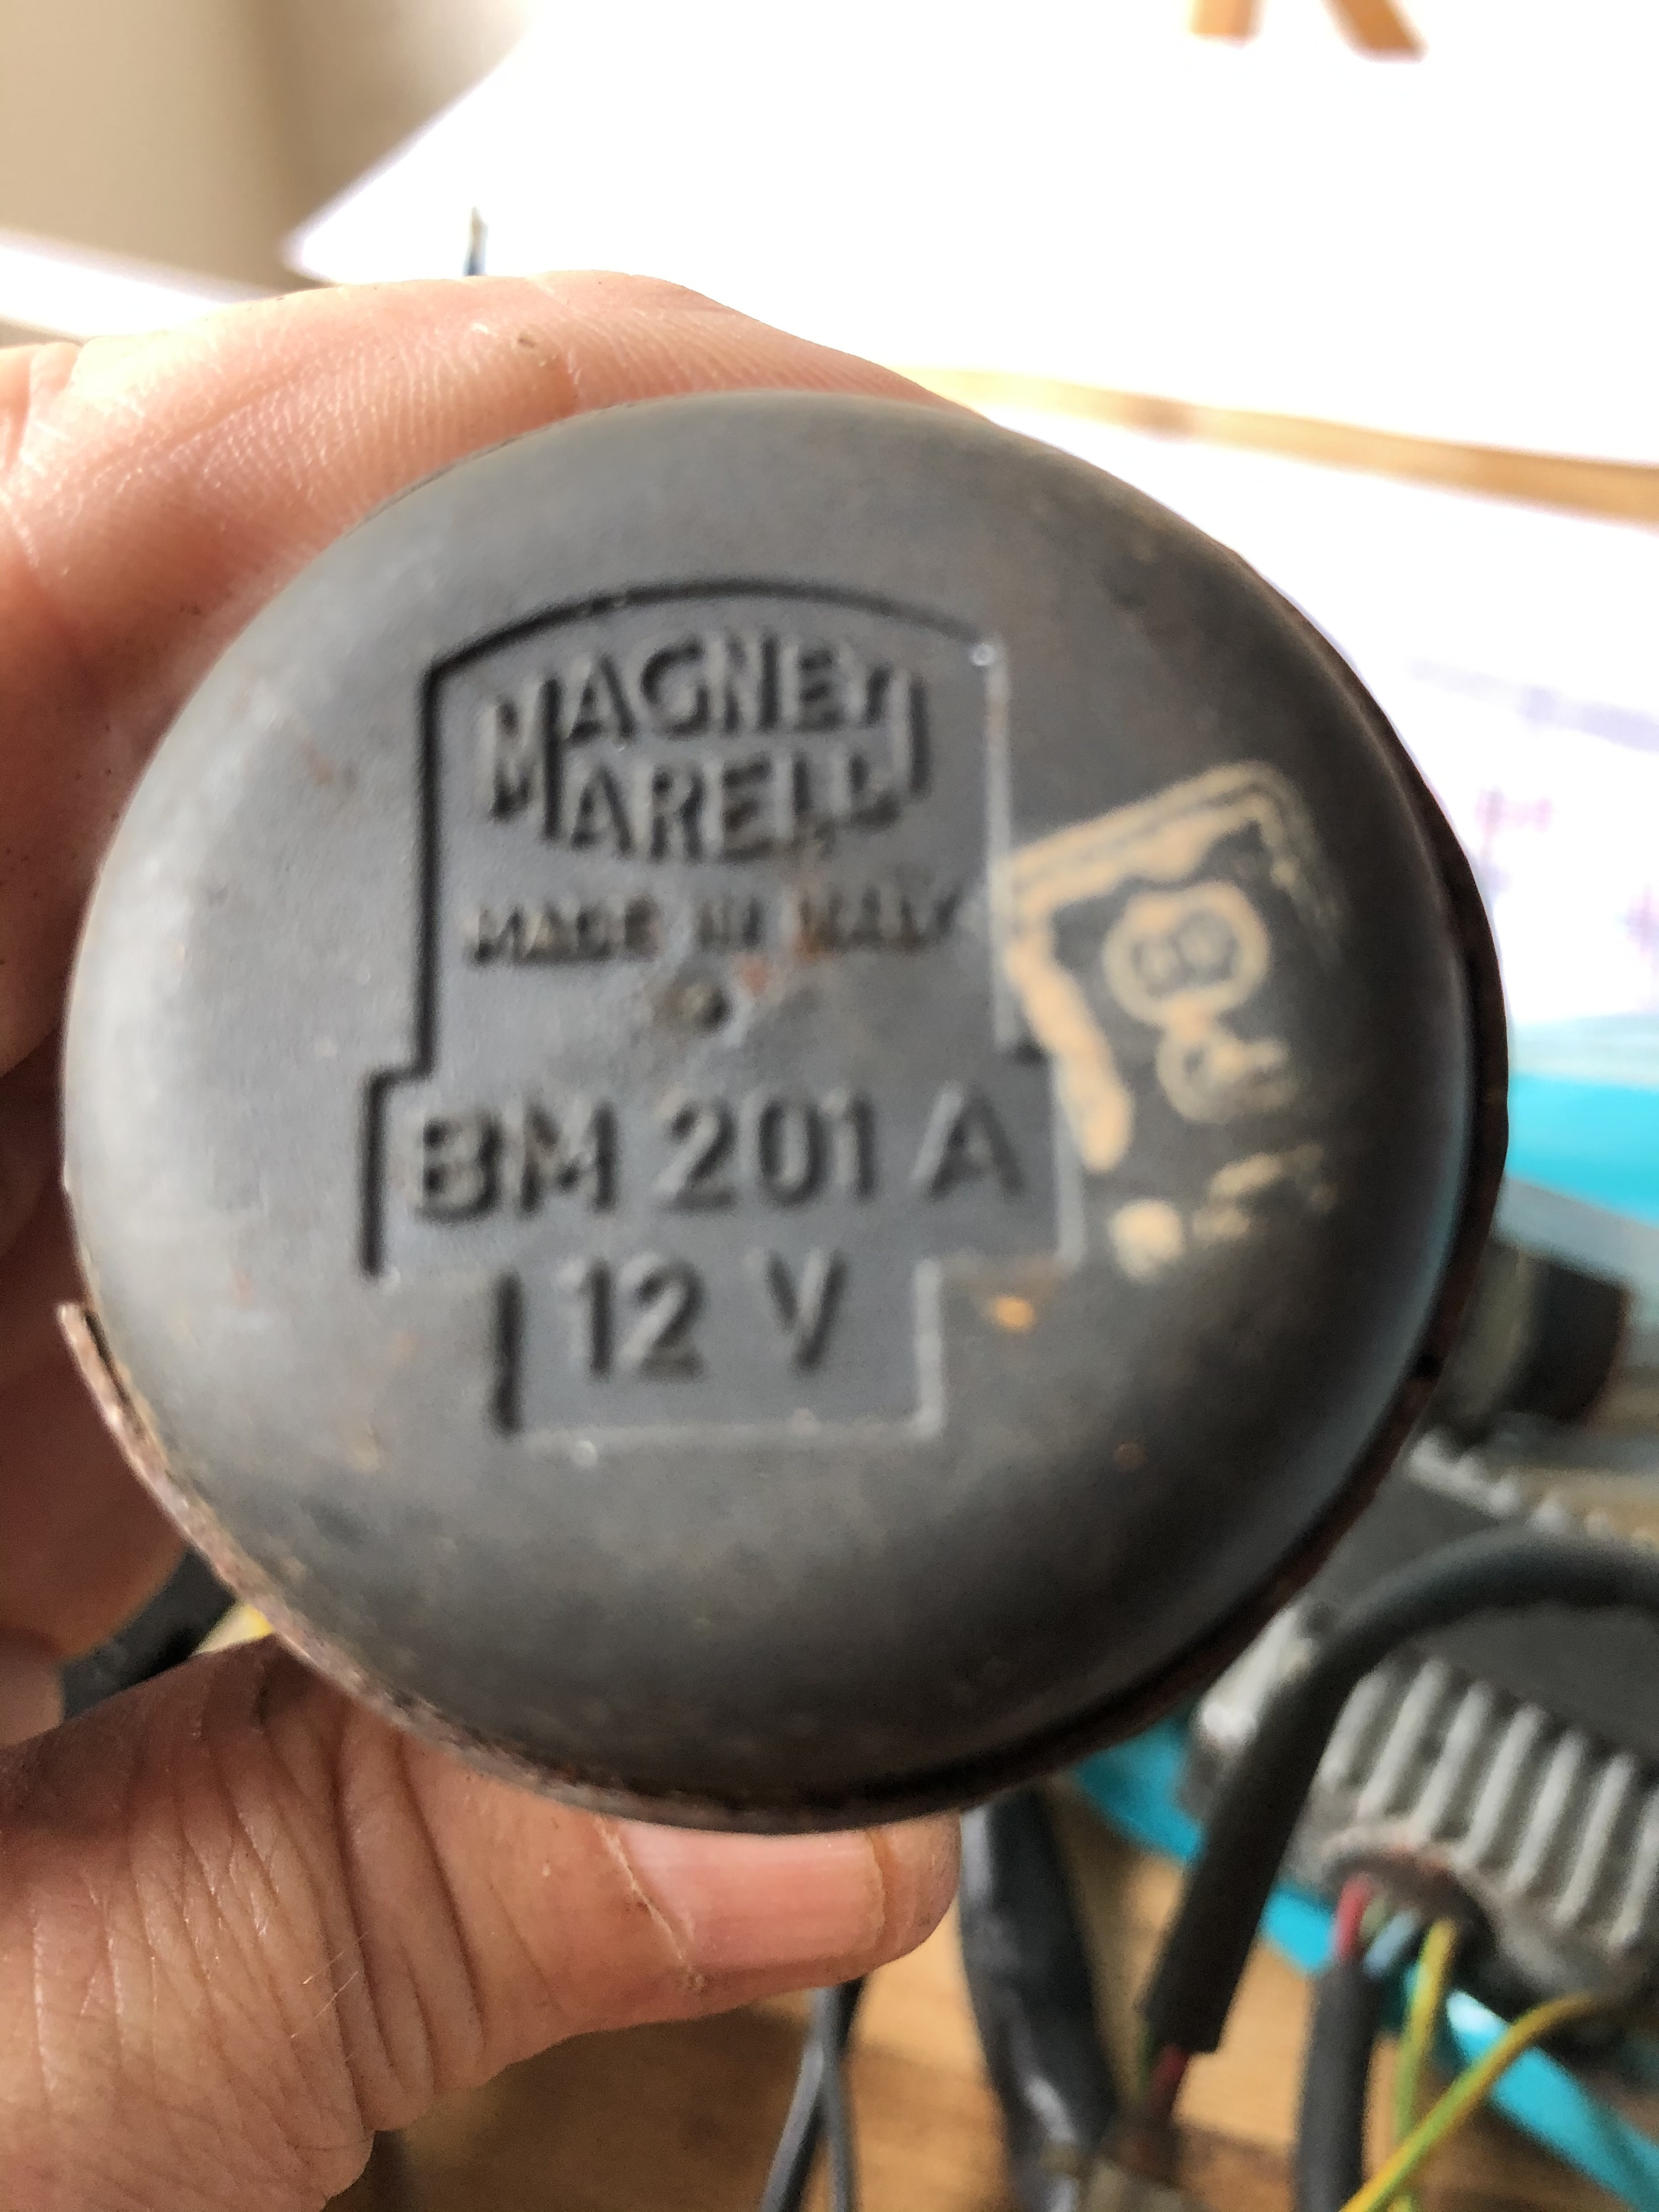 MAGNETI
MARELLI
MADE IN ITALY
BM 201 A
12 V